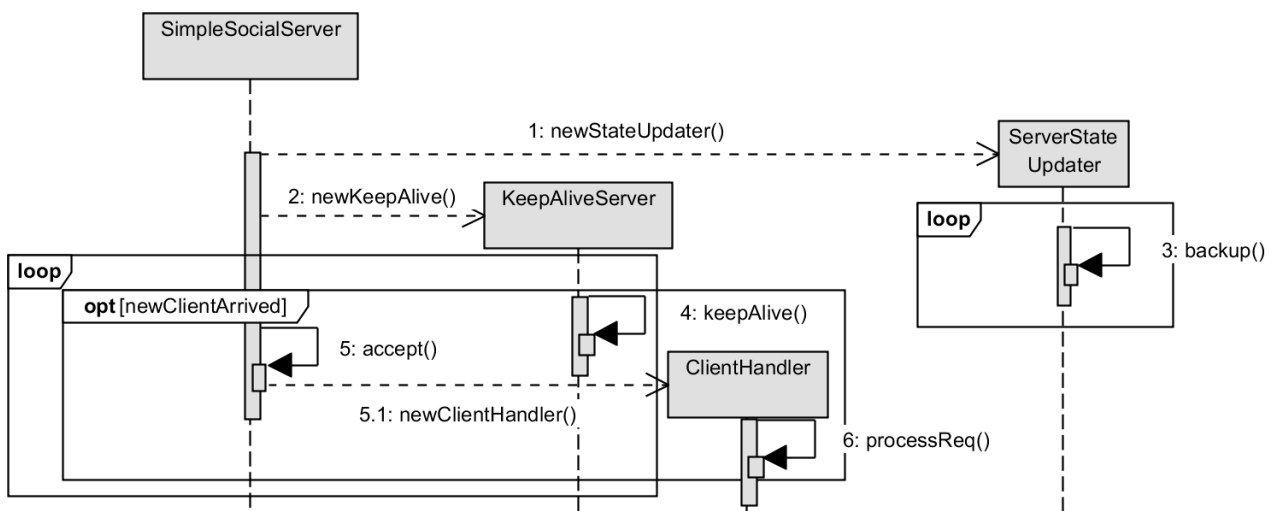 SimpleSocialServer
1: newStateUpdater()
ServerState
Updater
2: newKeepAlive()
KeepAliveServer
loop
3: backup()
loop
opt [newClientArrived]
4: keepAlive()
5: accept()
ClientHandler
5.1: newClientHandler()
6: processReq()